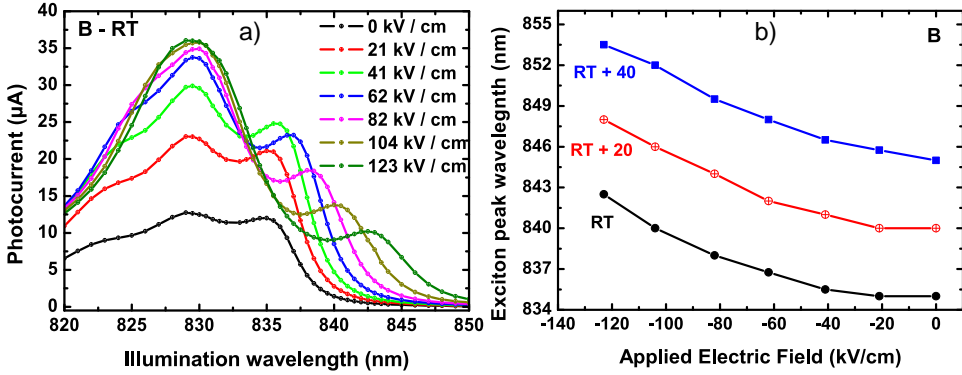 B - RT
a)
0 kV / cm
21 kV / cm
41 kV / cm
62 kV / cm
82 kV / cm
104 kV / cm
123 kV / cm
Photocurrent (µA)
40
35
30
25
20
15
10
5
0
820 825 830 835 840 845 850
Illumination wavelength (nm)
b)
B
RT + 40
RT + 20
RT
Exciton peak wavelegnth (nm)
855
852
849
846
843
840
837
834
-140 -120 -100 -80 -60 -40 -20 0
Applied Electric Field (kV/cm)